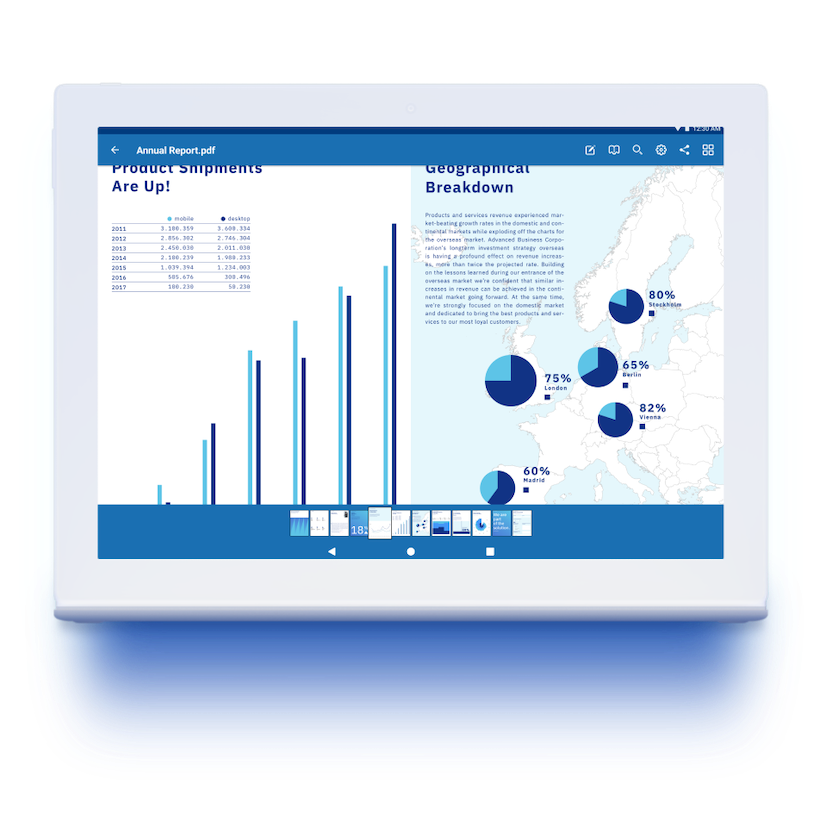 12:30 AM
Annual Report.pdf
Product Shipments
Are Up!
mobile desktop
2011 3.100.359 3.608.334
2012 2.856.302 2.746.304
2013 2.450.030 2.011.038
2014 2.100.239 1.988.233
2015 1.039.394 1.234.003
2016 505.676 308.496
2017 100.230 50.230
Geographical
Breakdown
Products and services revenue experienced mar-
ket-beating growth rates in the domestic and con-
tinental markets while exploding off the charts for
the overseas market. Advanced Business Corpo-
ration's longterm investment strategy overseas
is having a profound effect on revenue increas-
es, more than twice the projected rate. Building
on the lessons learned during our entrance of the
overseas market we're confident that similar in-
creases in revenue can be achieved in the conti-
nental market going forward. At the same time,
we're strongly focused on the domestic market
and dedicated to bring the best products and ser-
vices to our most loyal customers.
80%
Stockholm
65%
Berlin
75%
London
82%
Vienna
60%
Madrid
18%